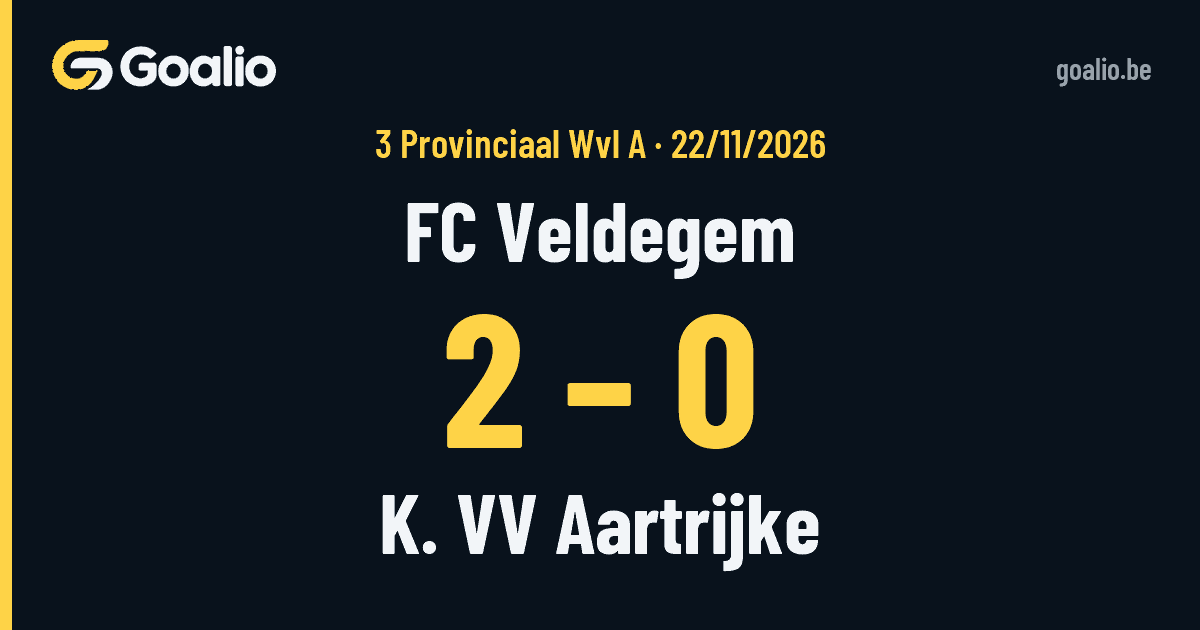 Goalio
goalio.be
3 Provinciaal Wvl A · 22/11/2026
FC Veldegem
2 - 0
K. VV Aartrijke